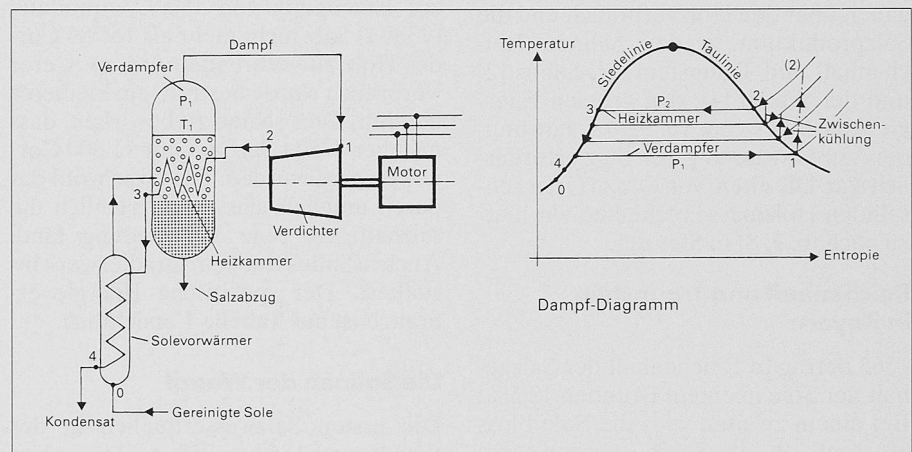 Dampf
Verdampfer
P₁
T₁
2
1
3
Motor
Verdichter
Heizkammer
Salzabzug
Solevorwärmer
4
0
Kondensat
Gereinigte Sole
Temperatur
Siedelinie
Taulinie
(2)
3
P₂
2
Heizkammer
Zwischen-
kühlung
4
Verdampfer
1
0
P₁
Entropie
Dampf-Diagramm